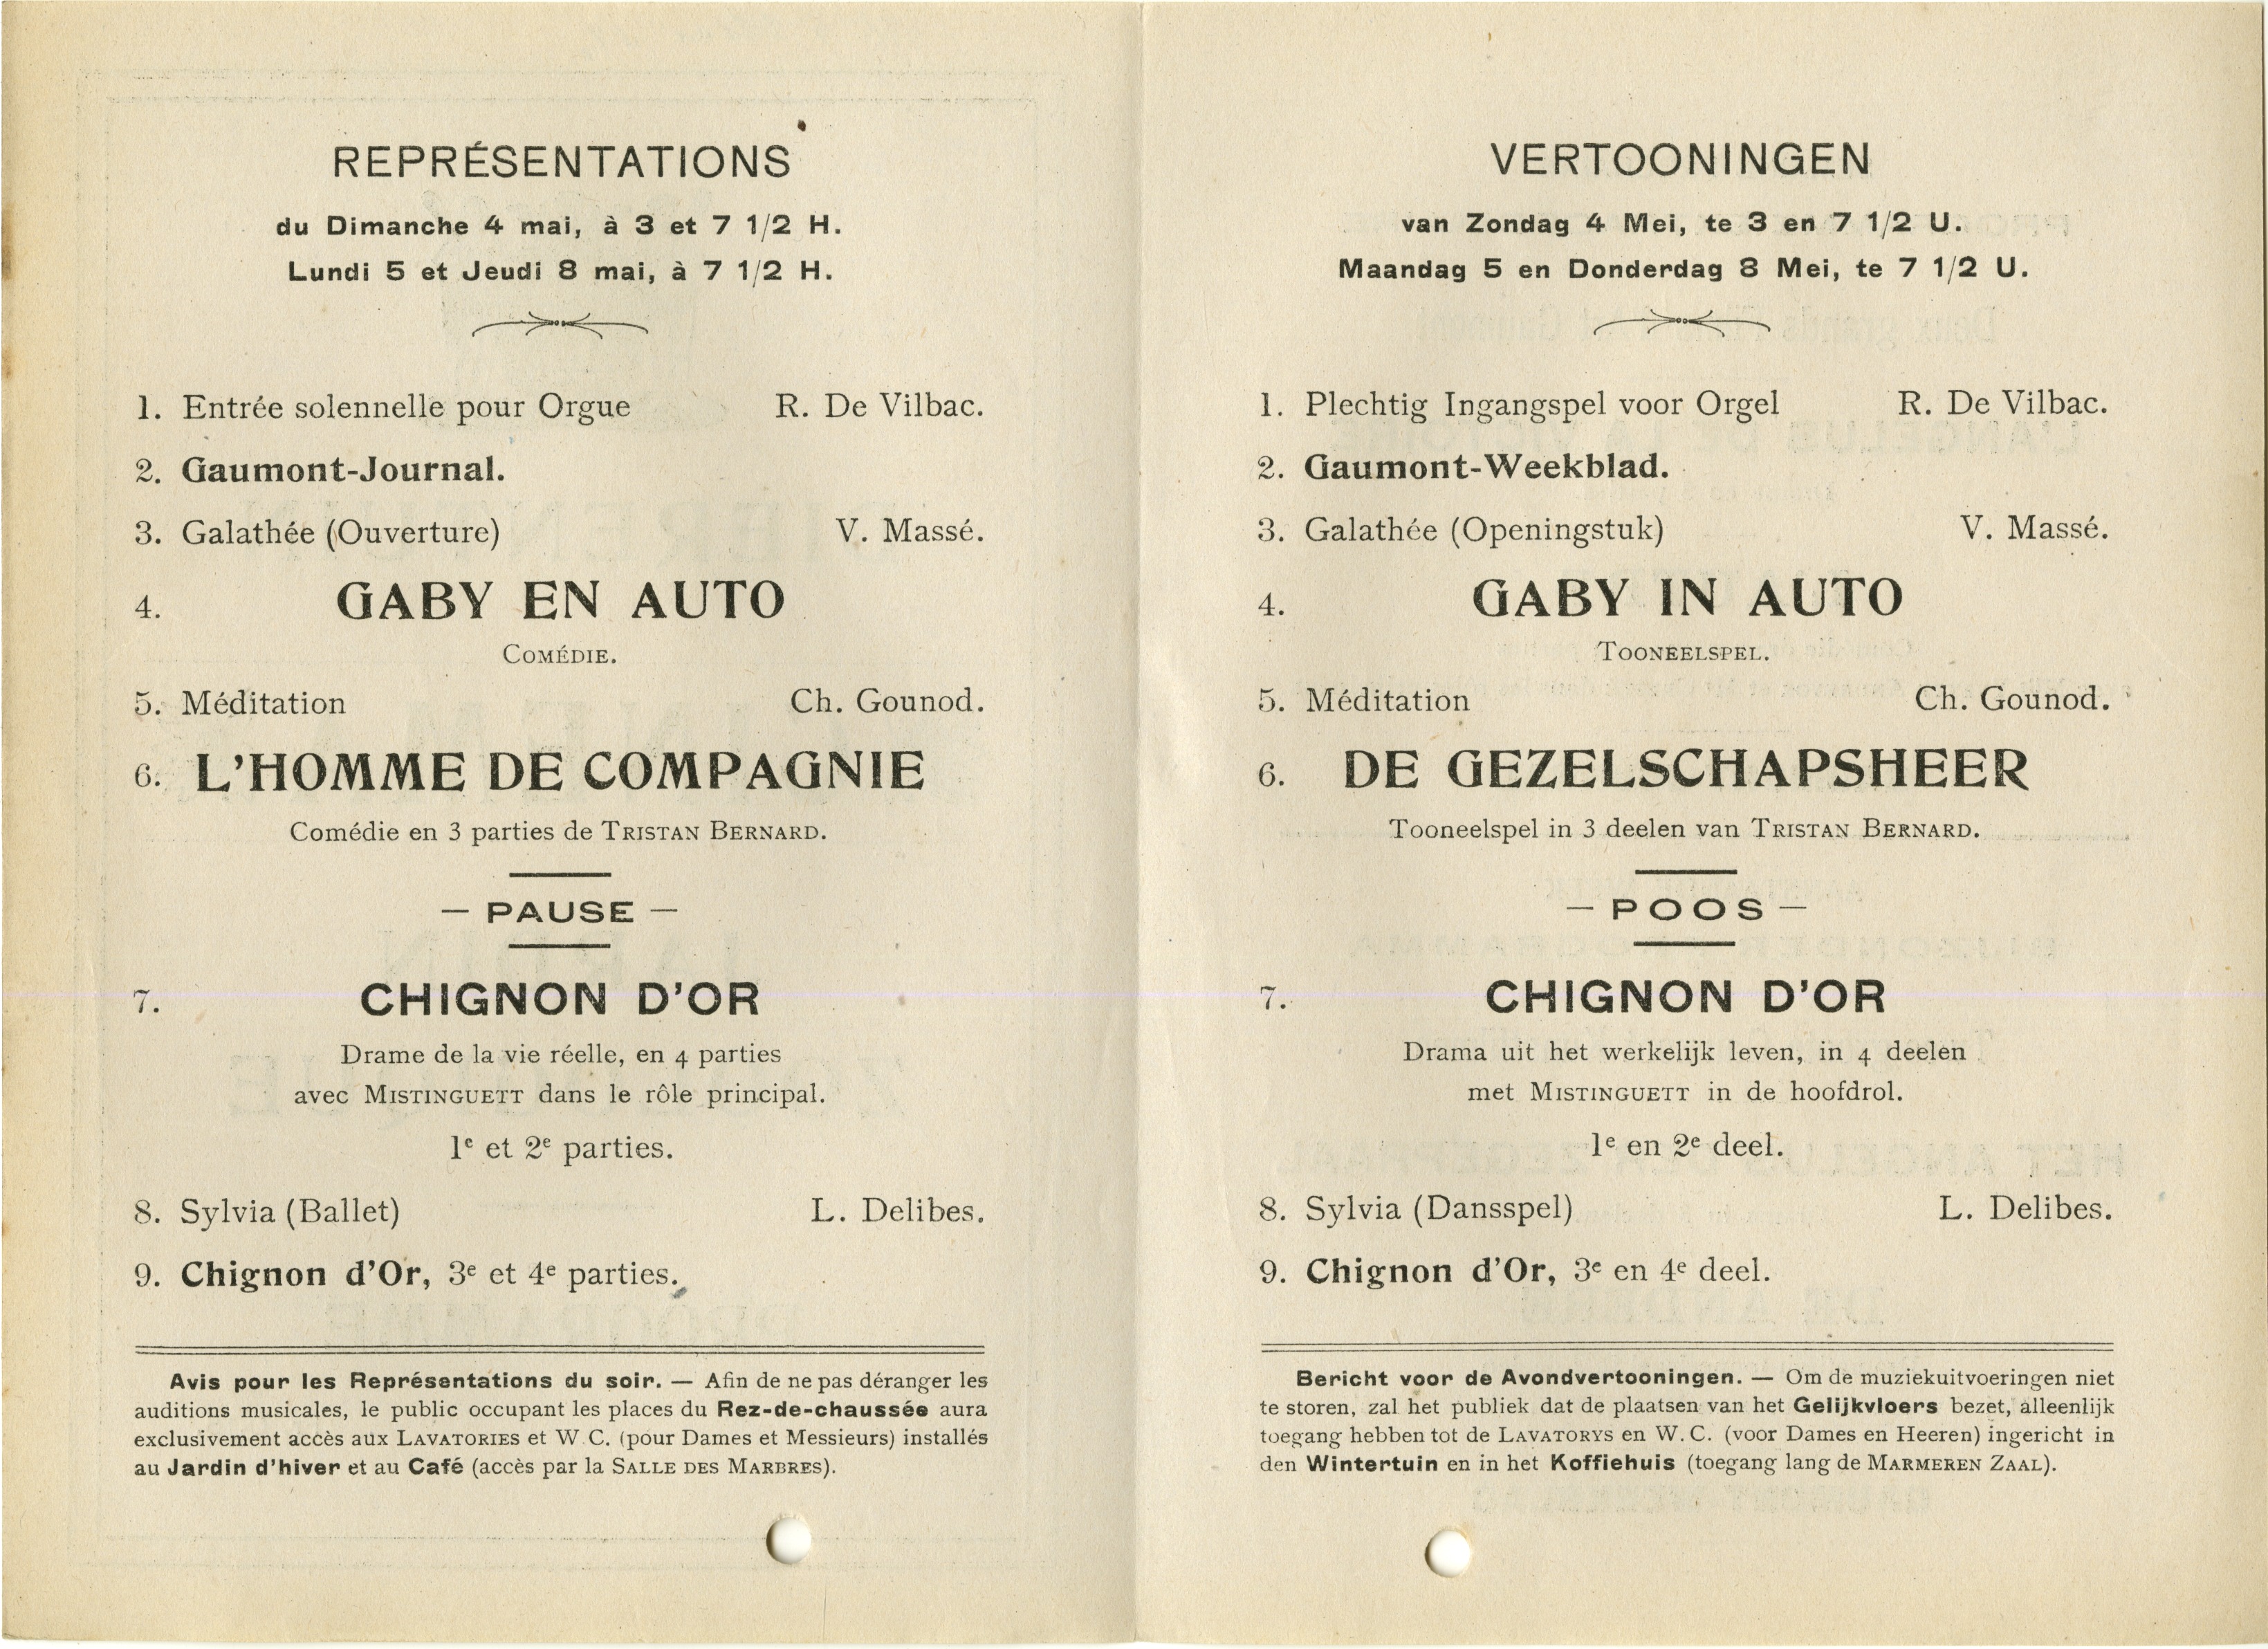 REPRÉSENTATIONS
du Dimanche 4 mai, à 3 et 7 1/2 H.
Lundi 5 et Jeudi 8 mai, à 7 1/2 H.
1. Entrée solennelle pour Orgue R. De Vilbac.
2. Gaumont-Journal.
3. Galathée (Ouverture) V. Massé.
4. GABY EN AUTO
COMÉDIE.
5. Méditation Ch. Gounod.
6. L'HOMME DE COMPAGNIE
Comédie en 3 parties de TRISTAN BERNARD.
— PAUSE —
7. CHIGNON D'OR
Drame de la vie réelle, en 4 parties
avec MISTINGUETT dans le rôle principal.
1e et 2e parties.
8. Sylvia (Ballet) L. Delibes.
9. Chignon d'Or, 3e et 4e parties.
Avis pour les Représentations du soir. — Afin de ne pas déranger les
auditions musicales, le public occupant les places du Rez-de-chaussée aura
exclusivement accès aux LAVATORIES et W.C. (pour Dames et Messieurs) installés
au Jardin d'hiver et au Café (accès par la SALLE DES MARBRES).
VERTOONINGEN
van Zondag 4 Mei, te 3 en 7 1/2 U.
Maandag 5 en Donderdag 8 Mei, te 7 1/2 U.
1. Plechtig Ingangspel voor Orgel R. De Vilbac.
2. Gaumont-Weekblad.
3. Galathée (Openingstuk) V. Massé.
4. GABY IN AUTO
TOONEELSPEL.
5. Méditation Ch. Gounod.
6. DE GEZELSCHAPSHEER
Tooneelspel in 3 deelen van TRISTAN BERNARD.
— POOS —
7. CHIGNON D'OR
Drama uit het werkelijk leven, in 4 deelen
met MISTINGUETT in de hoofdrol.
1e en 2e deel.
8. Sylvia (Dansspel) L. Delibes.
9. Chignon d'Or, 3e en 4e deel.
Bericht voor de Avondvertooningen. — Om de muziekuitvoeringen niet
te storen, zal het publiek dat de plaatsen van het Gelijkvloers bezet, alleenlijk
toegang hebben tot de LAVATORYS en W.C. (voor Dames en Heeren) ingericht in
den Wintertuin en in het Koffiehuis (toegang lang de MARMEREN ZAAL).